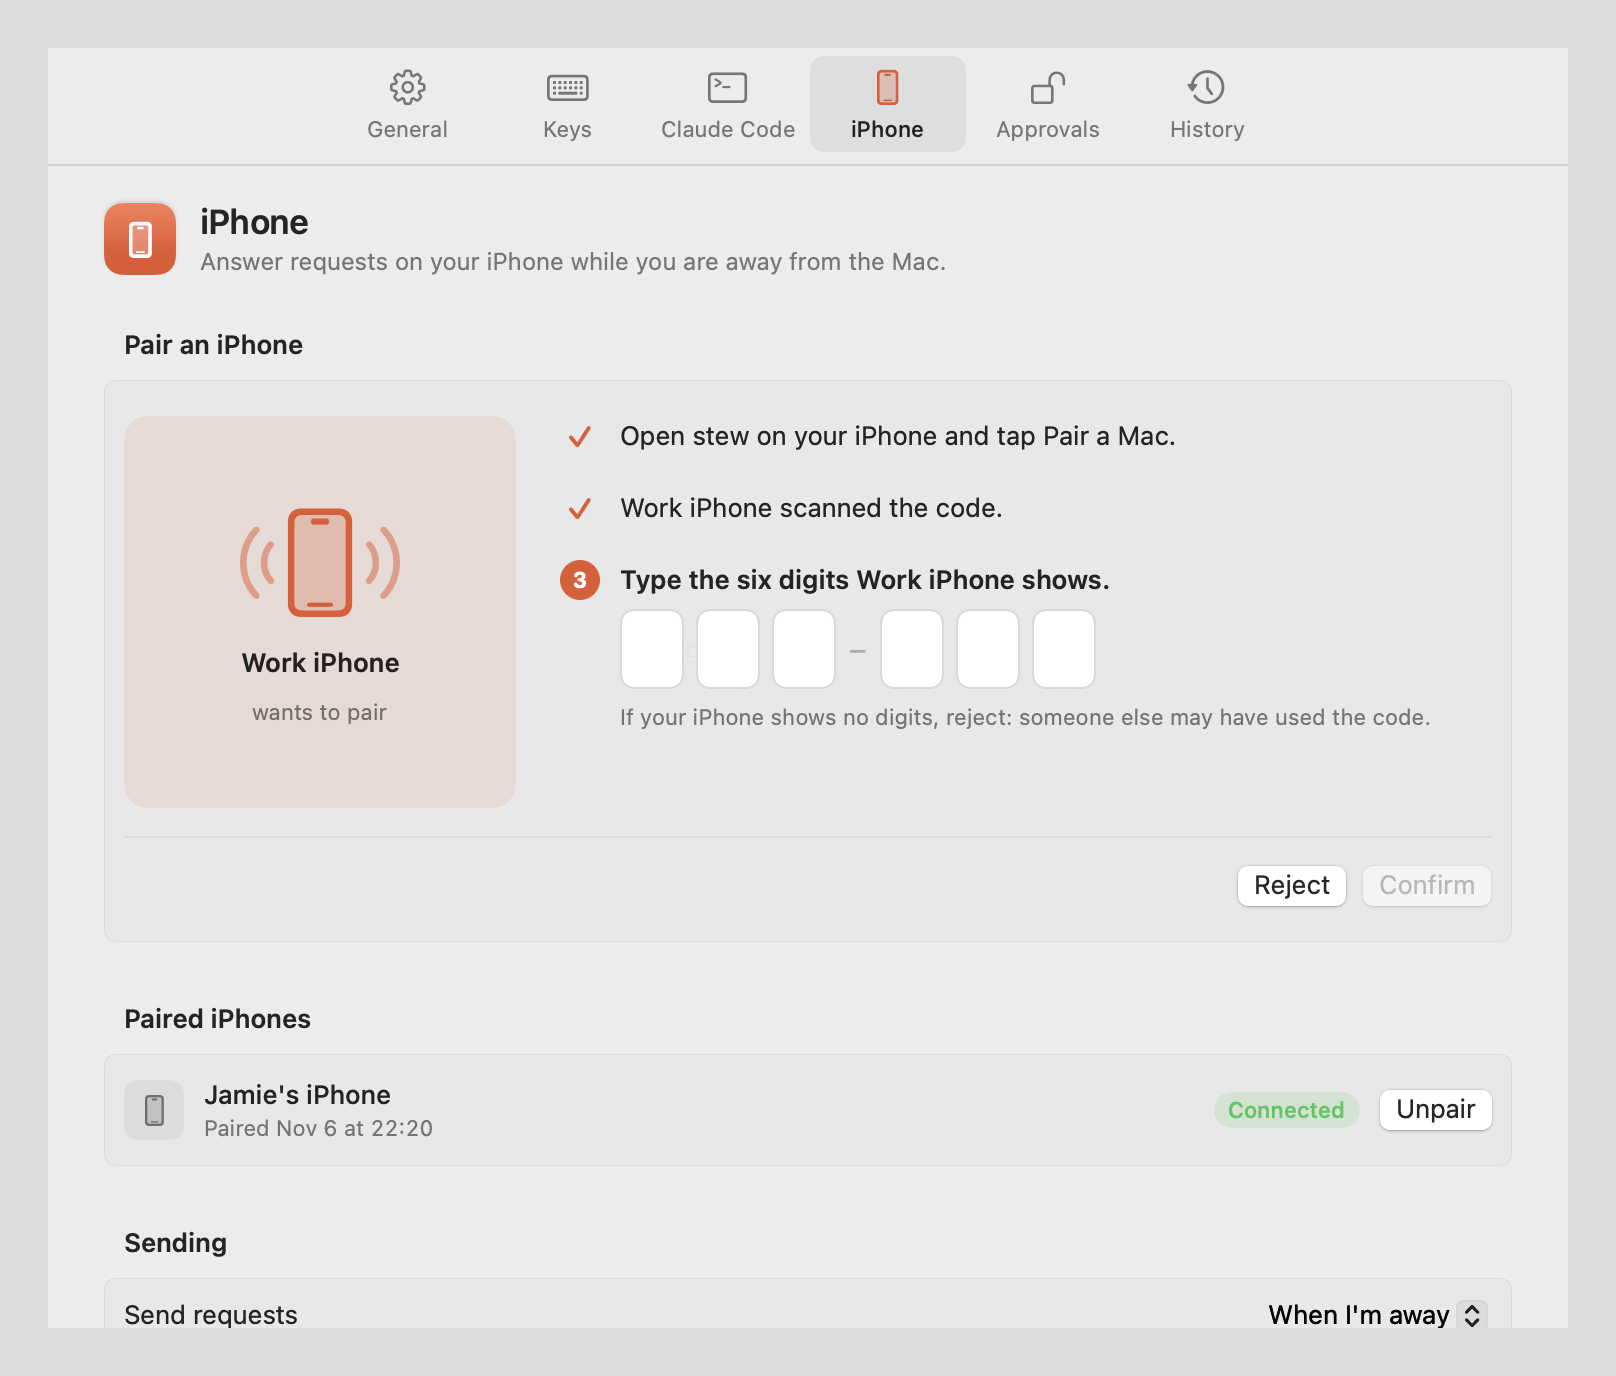 General
Keys
Claude Code
iPhone
Approvals
History
iPhone
Answer requests on your iPhone while you are away from the Mac.
Pair an iPhone
Work iPhone
wants to pair
Open stew on your iPhone and tap Pair a Mac.
Work iPhone scanned the code.
3 Type the six digits Work iPhone shows.
–
If your iPhone shows no digits, reject: someone else may have used the code.
Reject
Confirm
Paired iPhones
Jamie's iPhone
Paired Nov 6 at 22:20
Connected
Unpair
Sending
Send requests
When I'm away